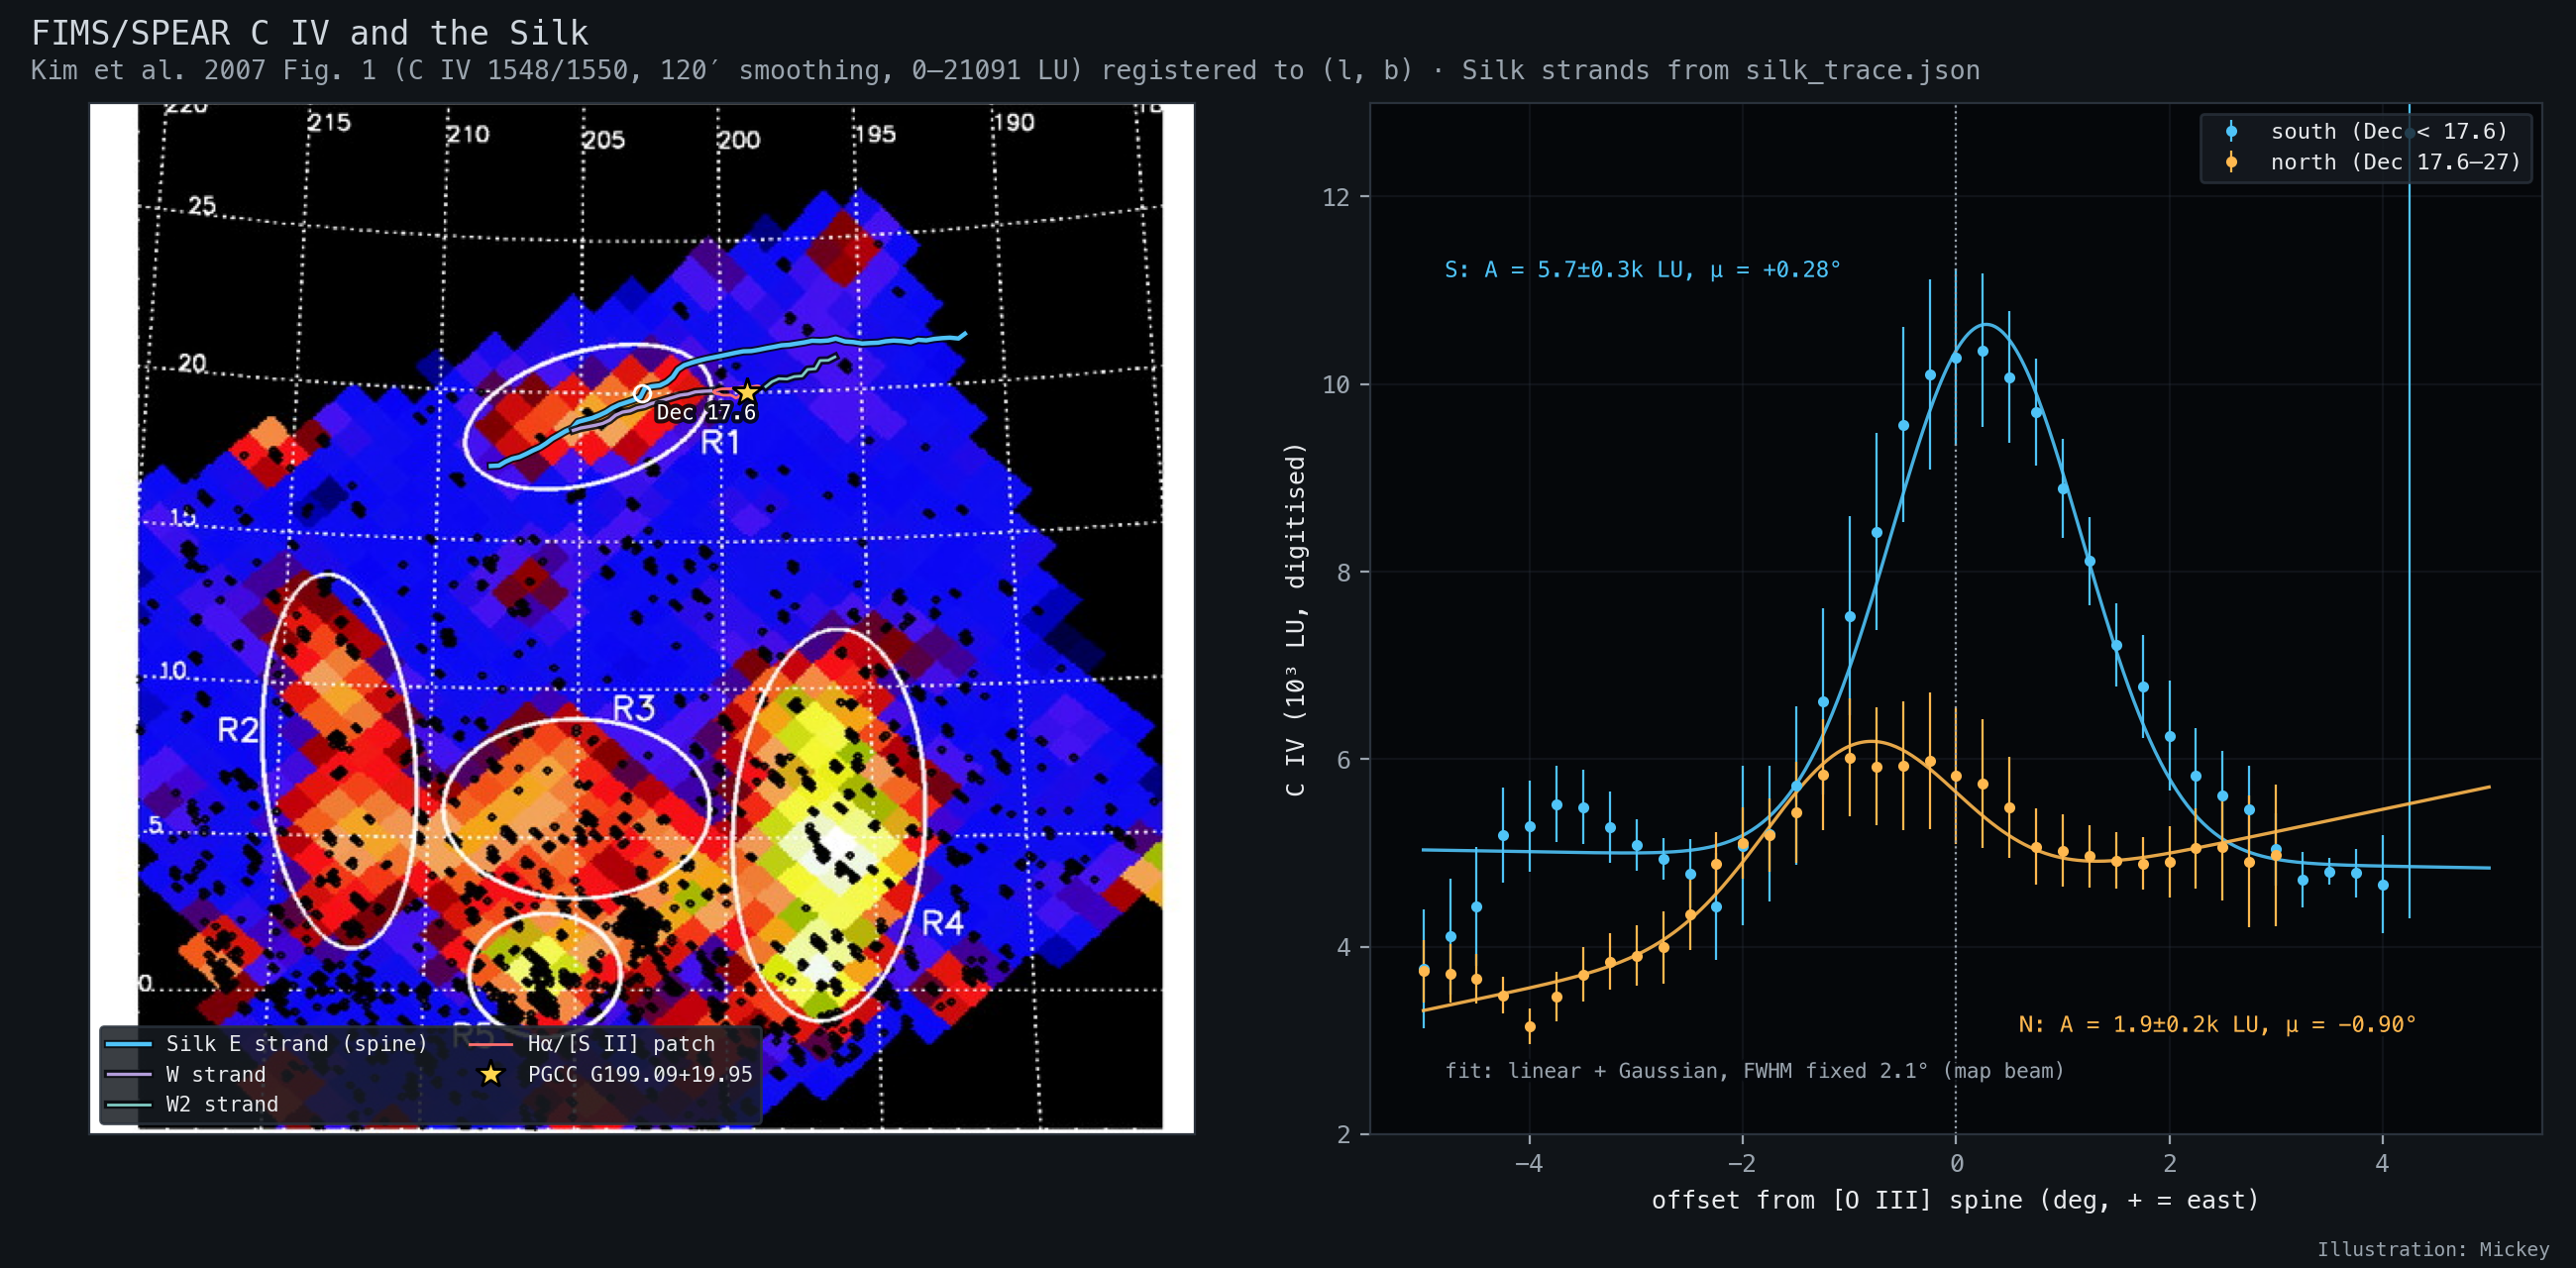 FIMS/SPEAR C IV and the Silk
Kim et al. 2007 Fig. 1 (C IV 1548/1550, 120′ smoothing, 0–21091 LU) registered to (l, b) · Silk strands from silk_trace.json
220
215
210
205
200
195
190
25
20
15
10
5
0
Dec 17.6
R1
R2
R3
R4
R5
Silk E strand (spine)
W strand
W2 strand
Hα/[S II] patch
PGCC G199.09+19.95
south (Dec < 17.6)
north (Dec 17.6–27)
S: A = 5.7±0.3k LU, μ = +0.28°
N: A = 1.9±0.2k LU, μ = −0.90°
fit: linear + Gaussian, FWHM fixed 2.1° (map beam)
C IV (10³ LU, digitised)
12
10
8
6
4
2
−4
−2
0
2
4
offset from [O III] spine (deg, + = east)
Illustration: Mickey